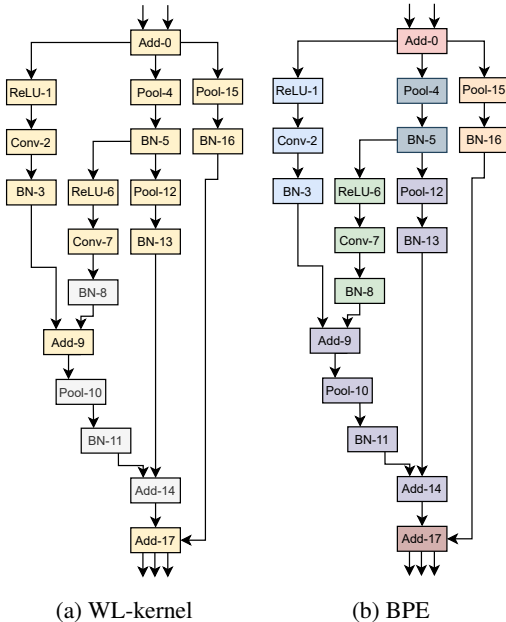 Add-0
ReLU-1 Pool-4 Pool-15
Conv-2 BN-5 BN-16
BN-3 ReLU-6 Pool-12
Conv-7 BN-13
BN-8
Add-9
Pool-10
BN-11
Add-14
Add-17
(a) WL-kernel
Add-0
ReLU-1 Pool-4 Pool-15
Conv-2 BN-5 BN-16
BN-3 ReLU-6 Pool-12
Conv-7 BN-13
BN-8
Add-9
Pool-10
BN-11
Add-14
Add-17
(b) BPE